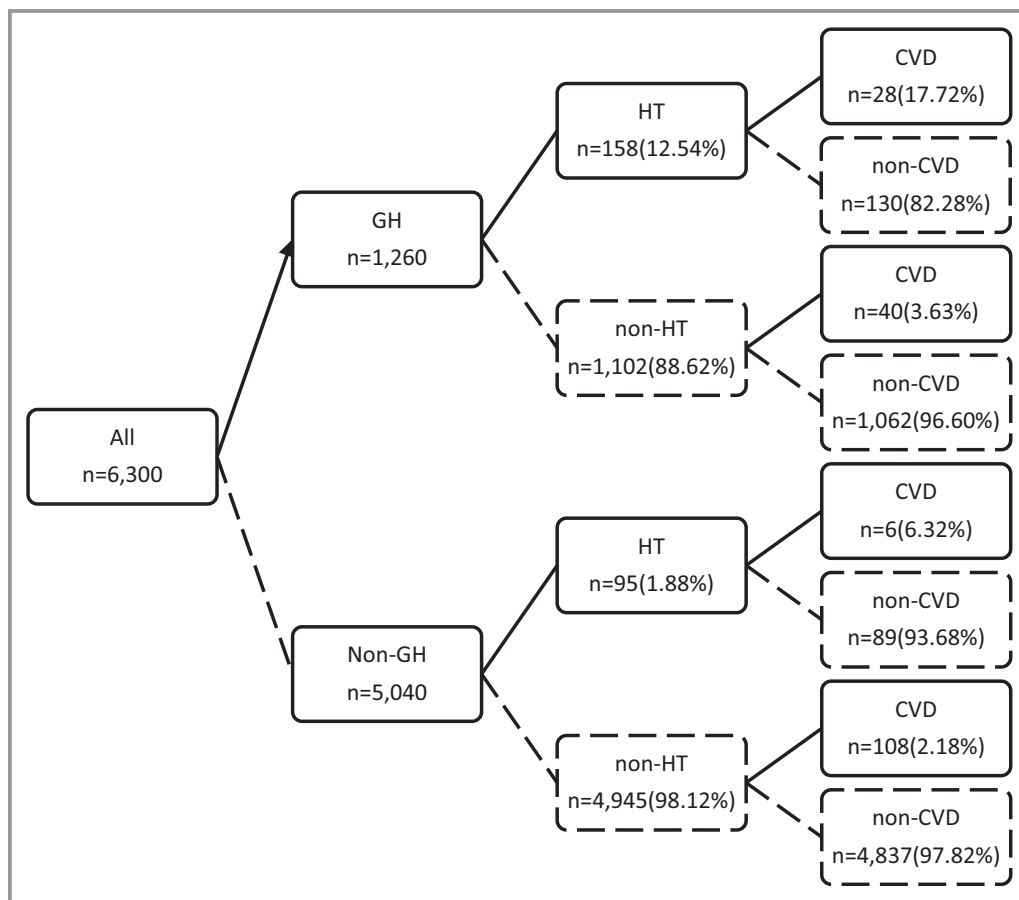 All
n=6,300
GH
n=1,260
Non-GH
n=5,040
HT
n=158(12.54%)
non-HT
n=1,102(88.62%)
HT
n=95(1.88%)
non-HT
n=4,945(98.12%)
CVD
n=28(17.72%)
non-CVD
n=130(82.28%)
CVD
n=40(3.63%)
non-CVD
n=1,062(96.60%)
CVD
n=6(6.32%)
non-CVD
n=89(93.68%)
CVD
n=108(2.18%)
non-CVD
n=4,837(97.82%)